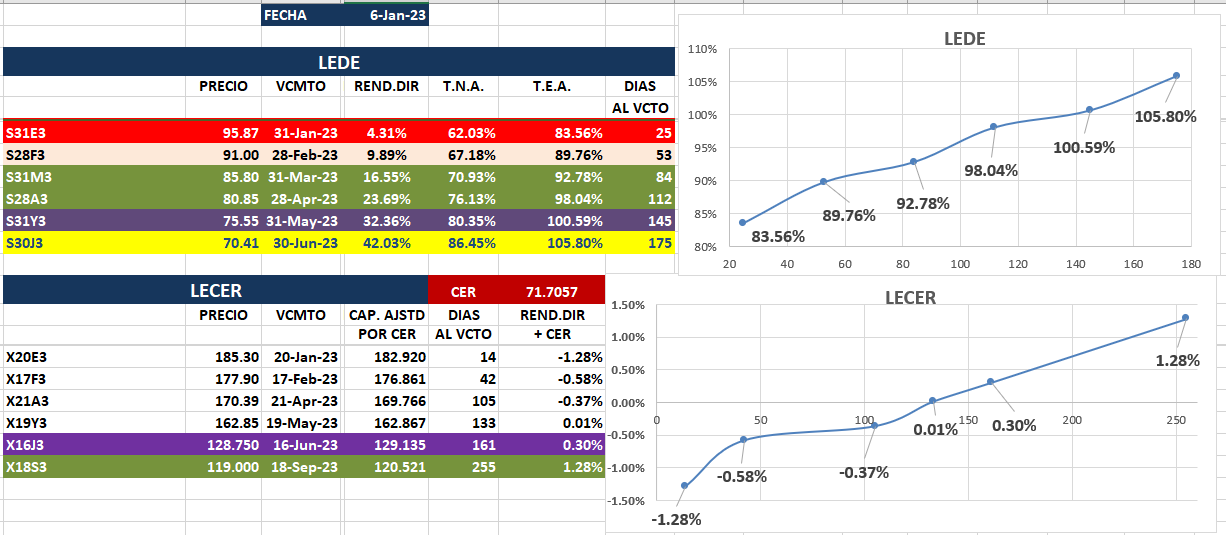 FECHA 6-Jan-23
LEDE
PRECIO VCMTO REND.DIR T.N.A. T.E.A. DIAS
AL VCTO
S31E3 95.87 31-Jan-23 4.31% 62.03% 83.56% 25
S28F3 91.00 28-Feb-23 9.89% 67.18% 89.76% 53
S31M3 85.80 31-Mar-23 16.55% 70.93% 92.78% 84
S28A3 80.85 28-Apr-23 23.69% 76.13% 98.04% 112
S31Y3 75.55 31-May-23 32.36% 80.35% 100.59% 145
S30J3 70.41 30-Jun-23 42.03% 86.45% 105.80% 175
LEDE
110%
105%
100%
95%
90%
85%
80%
105.80%
100.59%
98.04%
92.78%
89.76%
83.56%
20 40 60 80 100 120 140 160 180
LECER CER 71.7057
PRECIO VCMTO CAP. AJSTD DIAS REND.DIR
POR CER AL VCTO + CER
X20E3 185.30 20-Jan-23 182.920 14 -1.28%
X17F3 177.90 17-Feb-23 176.861 42 -0.58%
X21A3 170.39 21-Apr-23 169.766 105 -0.37%
X19Y3 162.85 19-May-23 162.867 133 0.01%
X16J3 128.750 16-Jun-23 129.135 161 0.30%
X18S3 119.000 18-Sep-23 120.521 255 1.28%
LECER
1.50%
1.00%
0.50%
0.00%
-0.50%
-1.00%
-1.50%
0 50 100 150 200 250
1.28%
0.30%
0.01%
-0.37%
-0.58%
-1.28%